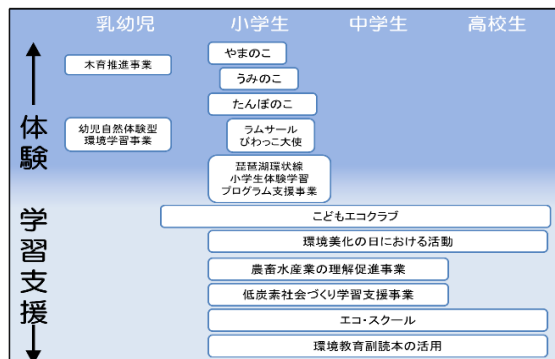 乳幼児 小学生 中学生 高校生
やまのこ
木育推進事業
うみのこ
たんぼのこ
幼児自然体験型
環境学習事業
ラムサール
びわっこ大使
体験
琵琶湖環状線
小学生体験学習
プログラム支援事業
こどもエコクラブ
環境美化の日における活動
農畜水産業の理解促進事業
低炭素社会づくり学習支援事業
エコ・スクール
環境教育副読本の活用
学習支援